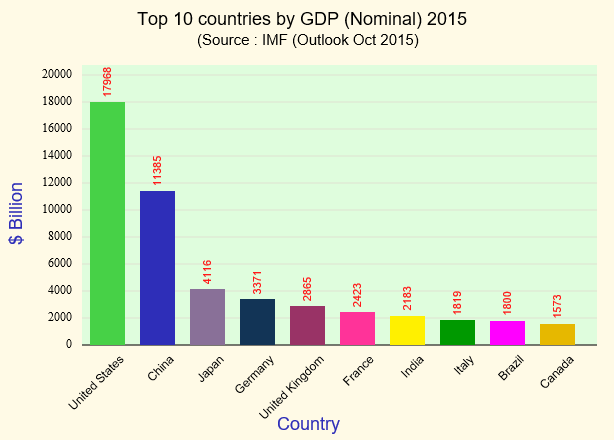 Top 10 countries by GDP (Nominal) 2015
(Source : IMF (Outlook Oct 2015)
$ Billion
20000
18000
16000
14000
12000
10000
8000
6000
4000
2000
0
17968
11385
4116
3371
2865
2423
2183
1819
1800
1573
United States
China
Japan
Germany
United Kingdom
France
India
Italy
Brazil
Canada
Country